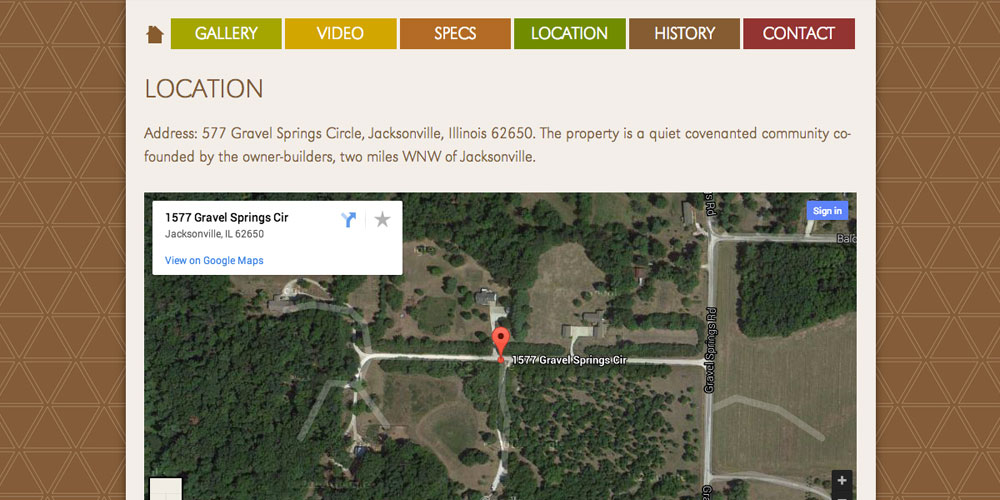 GALLERY VIDEO SPECS LOCATION HISTORY CONTACT
LOCATION
Address: 577 Gravel Springs Circle, Jacksonville, Illinois 62650. The property is a quiet covenanted community co-
founded by the owner-builders, two miles WNW of Jacksonville.
1577 Gravel Springs Cir
Jacksonville, IL 62650
View on Google Maps
Sign in
s Rd
Bald
Gravel Springs Rd
1577 Gravel Springs Cir
G
+